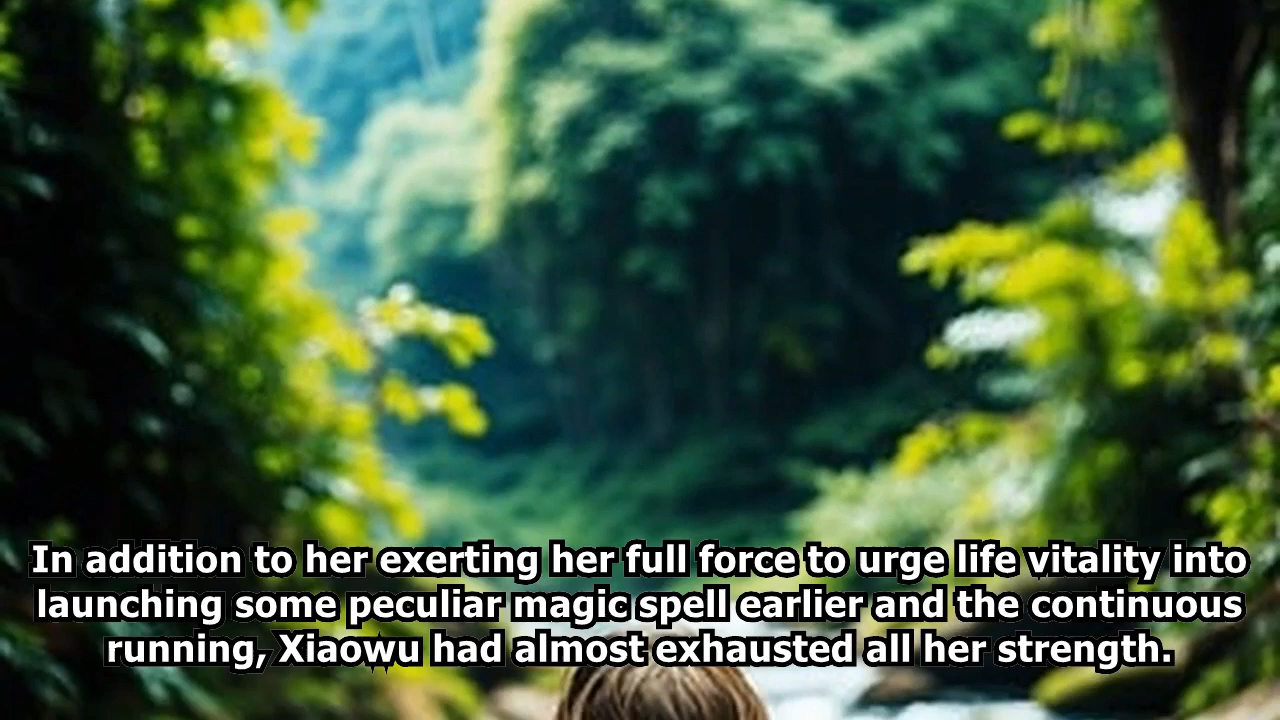 In addition to her exerting her full force to urge life vitality into
launching some peculiar magic spell earlier and the continuous
running, Xiaowu had almost exhausted all her strength.